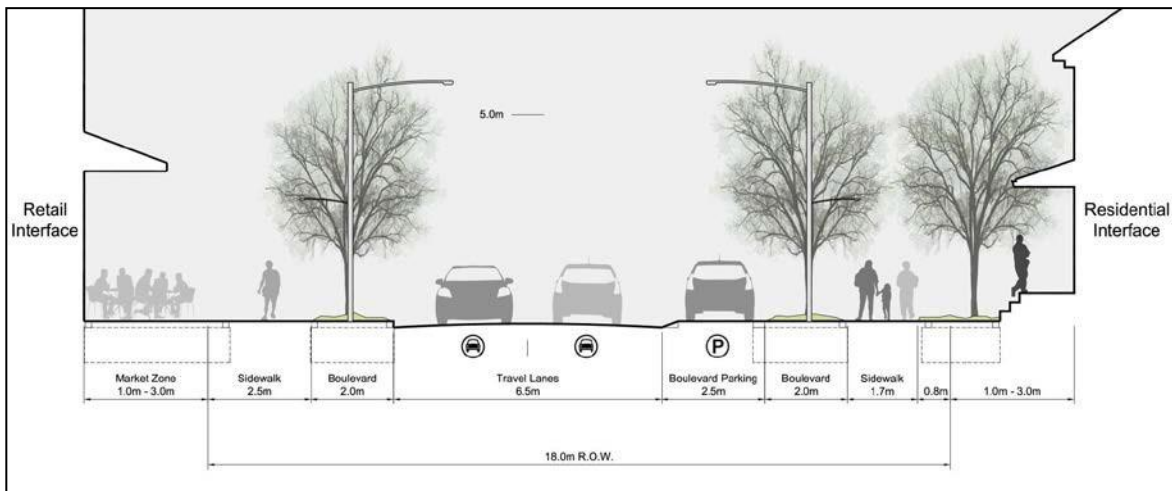 5.0m
Retail
Interface
Residential
Interface
P
Market Zone
1.0m - 3.0m
Sidewalk
2.5m
Boulevard
2.0m
Travel Lanes
6.5m
Boulevard Parking
2.5m
Boulevard
2.0m
Sidewalk
1.7m
0.8m
1.0m - 3.0m
18.0m R.O.W.